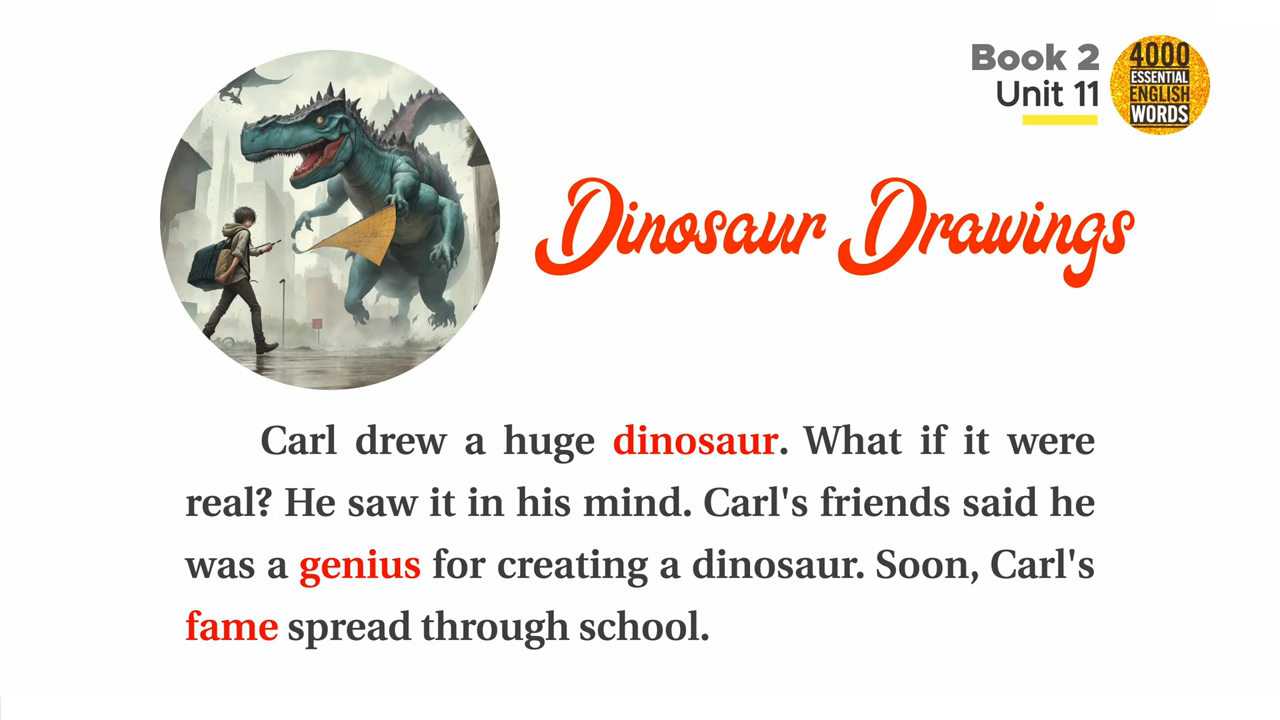 Book 2
Unit 11
4000
ESSENTIAL
ENGLISH
WORDS
Dinosaur Drawings
Carl drew a huge dinosaur. What if it were
real? He saw it in his mind. Carl's friends said he
was a genius for creating a dinosaur. Soon, Carl's
fame spread through school.